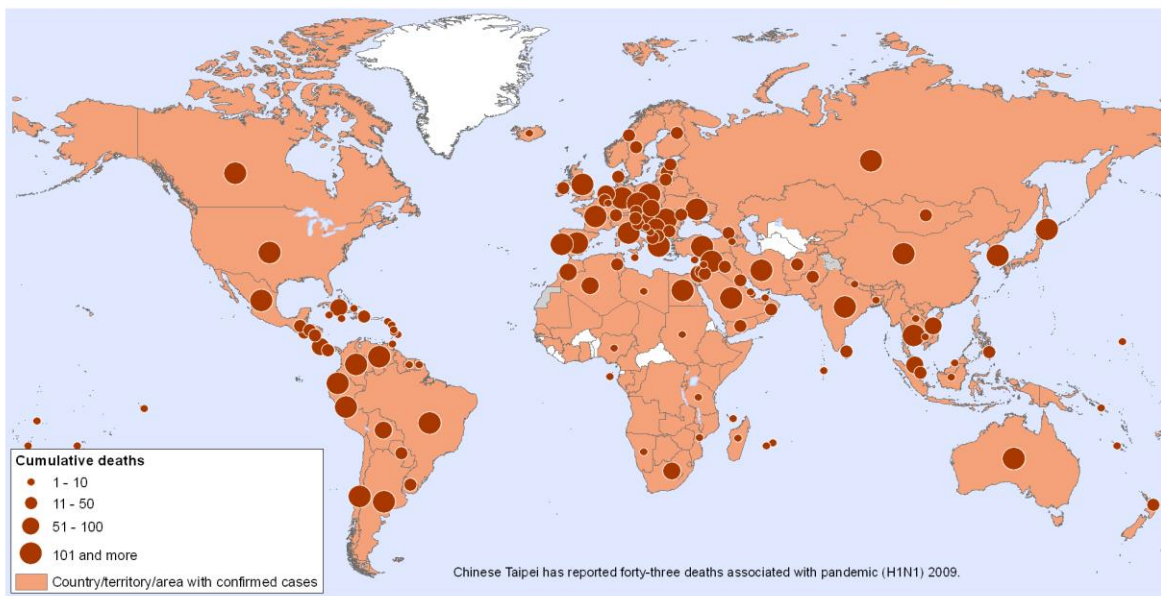 Cumulative deaths
1 - 10
11 - 50
51 - 100
101 and more
Country/territory/area with confirmed cases
Chinese Taipei has reported forty-three deaths associated with pandemic (H1N1) 2009.